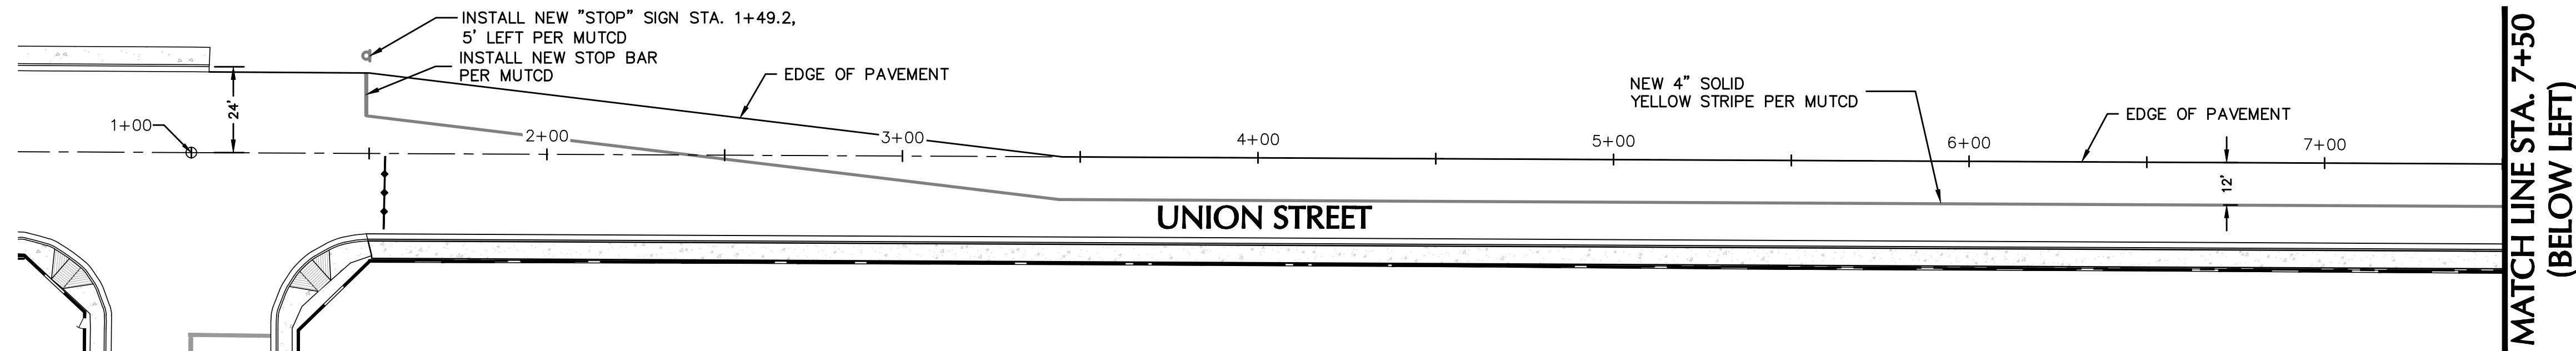 INSTALL NEW "STOP" SIGN STA. 1+49.2,
5' LEFT PER MUTCD
INSTALL NEW STOP BAR
PER MUTCD
EDGE OF PAVEMENT
NEW 4" SOLID
YELLOW STRIPE PER MUTCD
EDGE OF PAVEMENT
24'
1+00
2+00
3+00
4+00
5+00
6+00
7+00
12'
UNION STREET
MATCH LINE STA. 7+50
(BELOW LEFT)